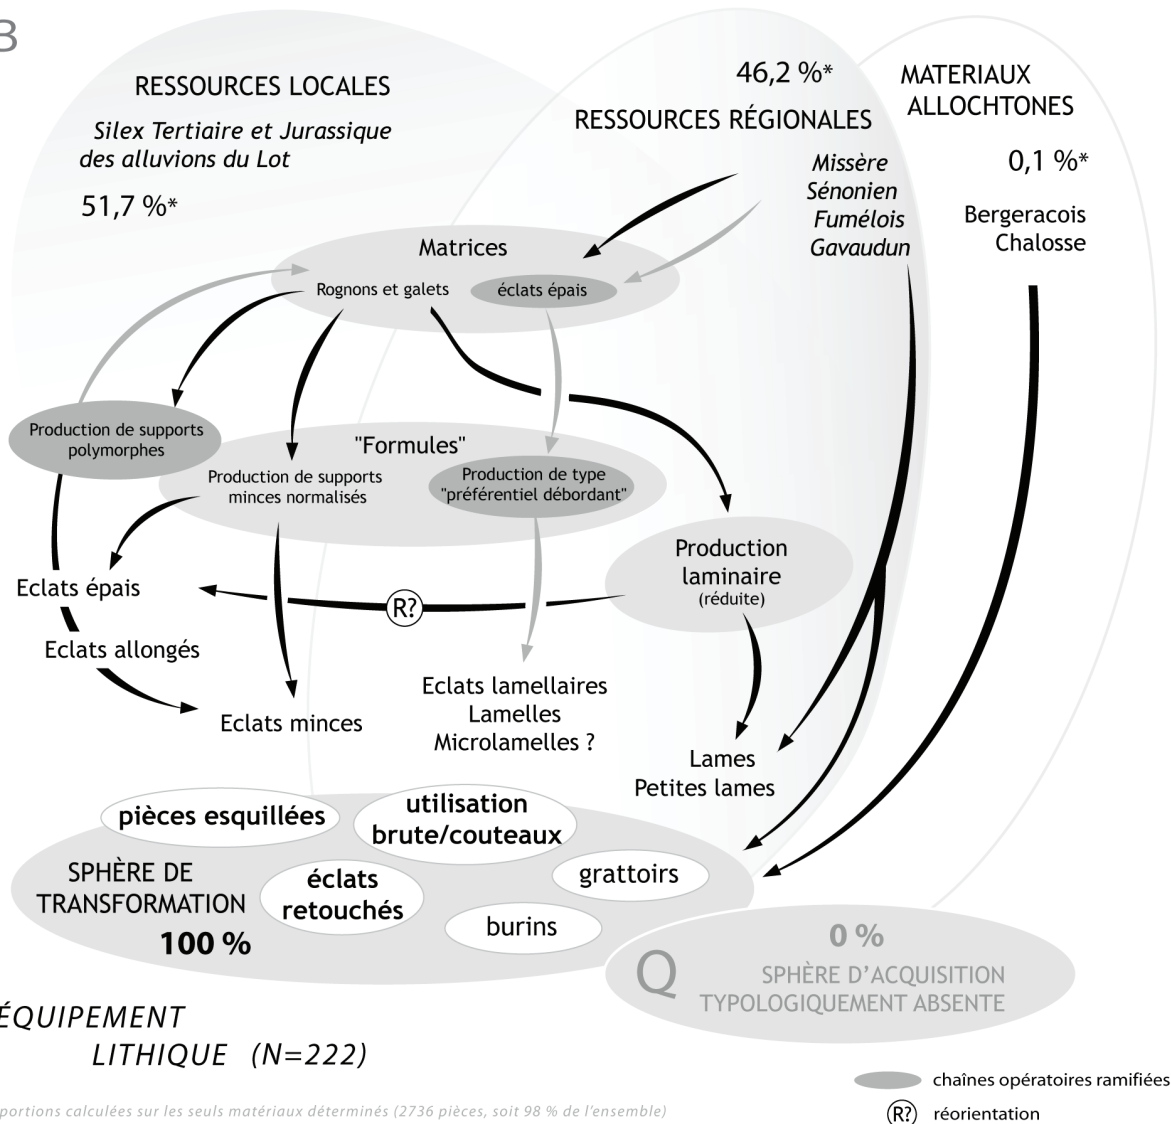 B
RESSOURCES LOCALES
Silex Tertiaire et Jurassique
des alluvions du Lot
51,7 %*
46,2 %*
RESSOURCES RÉGIONALES
Missère
Sénonien
Fumélois
Gavaudun
MATERIAUX
ALLOCHTONES
0,1 %*
Bergeracois
Chalosse
Matrices
Rognons et galets
éclats épais
Production de supports
polymorphes
"Formules"
Production de supports
minces normalisés
Production de type
"préférentiel débordant"
Production
laminaire
(réduite)
Eclats épais
R?
Eclats allongés
Eclats minces
Eclats lamellaires
Lamelles
Microlamelles ?
Lames
Petites lames
pièces esquillées
utilisation
brute/couteaux
SPHÈRE DE
TRANSFORMATION
100 %
éclats
retouchés
grattoirs
burins
Q
0 %
SPHÈRE D'ACQUISITION
TYPOLOGIQUEMENT ABSENTE
ÉQUIPEMENT
LITHIQUE (N=222)
chaînes opératoires ramifiées
R? réorientation
portions calculées sur les seuls matériaux déterminés (2736 pièces, soit 98 % de l'ensemble)